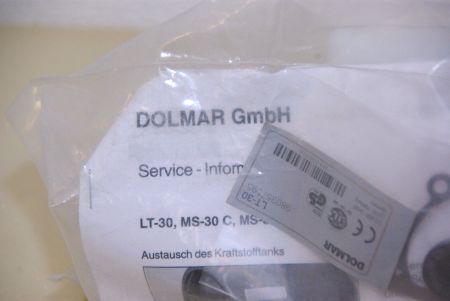 DOLMAR GmbH
Service - Inform
LT-30, MS-30 C, MS-
Austausch des Kraftstofftanks
LT-30
DOLMAR